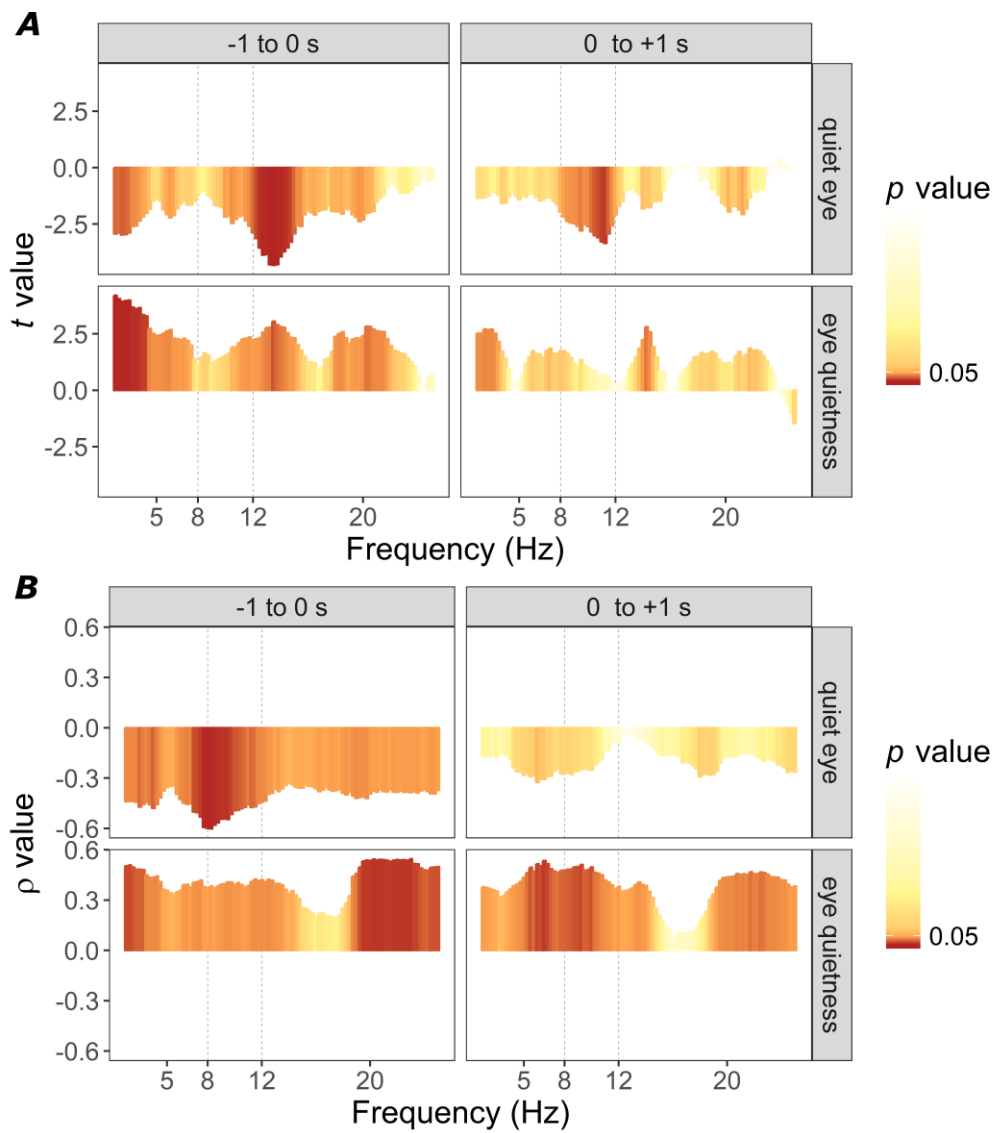 A
-1 to 0 s
0 to +1 s
2.5
0.0
-2.5
quiet eye
2.5
0.0
-2.5
eye quietness
t value
5
8
12
20
5
8
12
20
Frequency (Hz)
p value
0.05
B
-1 to 0 s
0 to +1 s
0.6
0.3
0.0
-0.3
-0.6
quiet eye
0.6
0.3
0.0
-0.3
-0.6
eye quietness
ρ value
5
8
12
20
5
8
12
20
Frequency (Hz)
p value
0.05